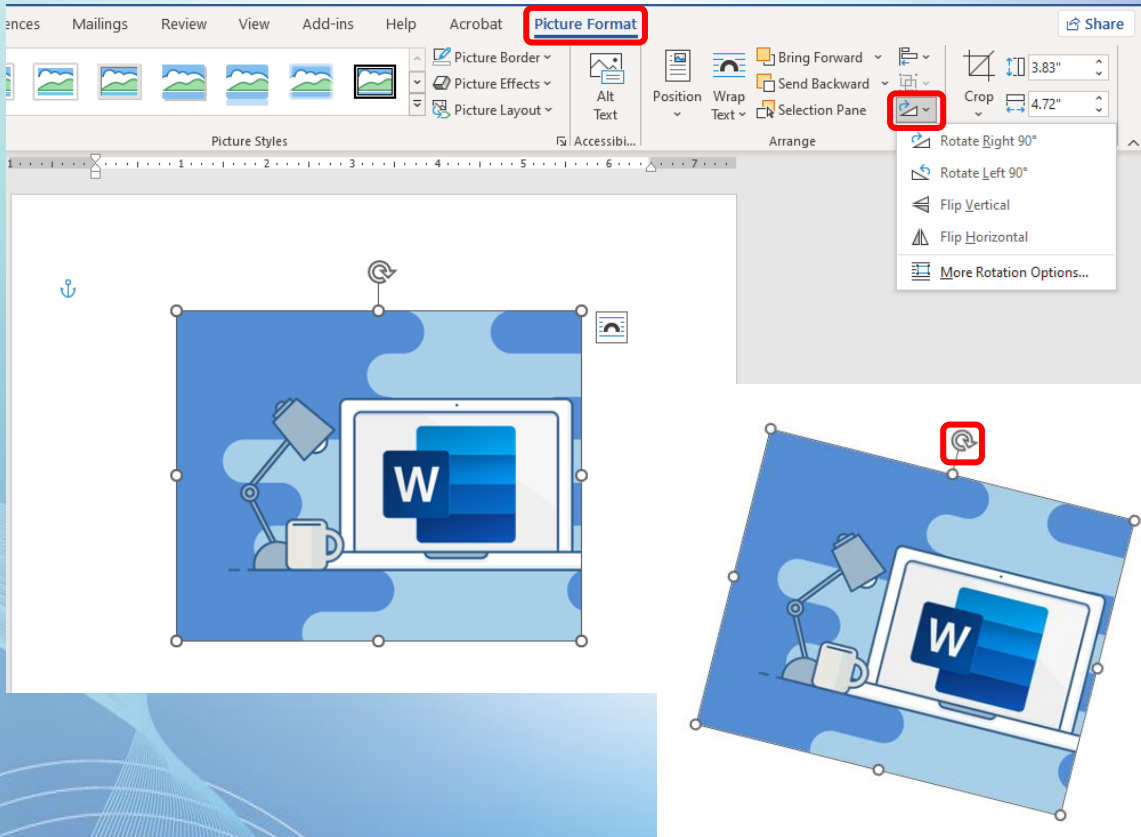 ences Mailings Review View Add-ins Help Acrobat Picture Format Share
Picture Border
Picture Effects
Picture Layout
Alt
Text
Position
Wrap
Text
Bring Forward
Send Backward
Selection Pane
Crop
3.83"
4.72"
Picture Styles Accessibi... Arrange
Rotate Right 90°
Rotate Left 90°
Flip Vertical
Flip Horizontal
More Rotation Options...
1 1 2 3 4 5 6 7
W
W